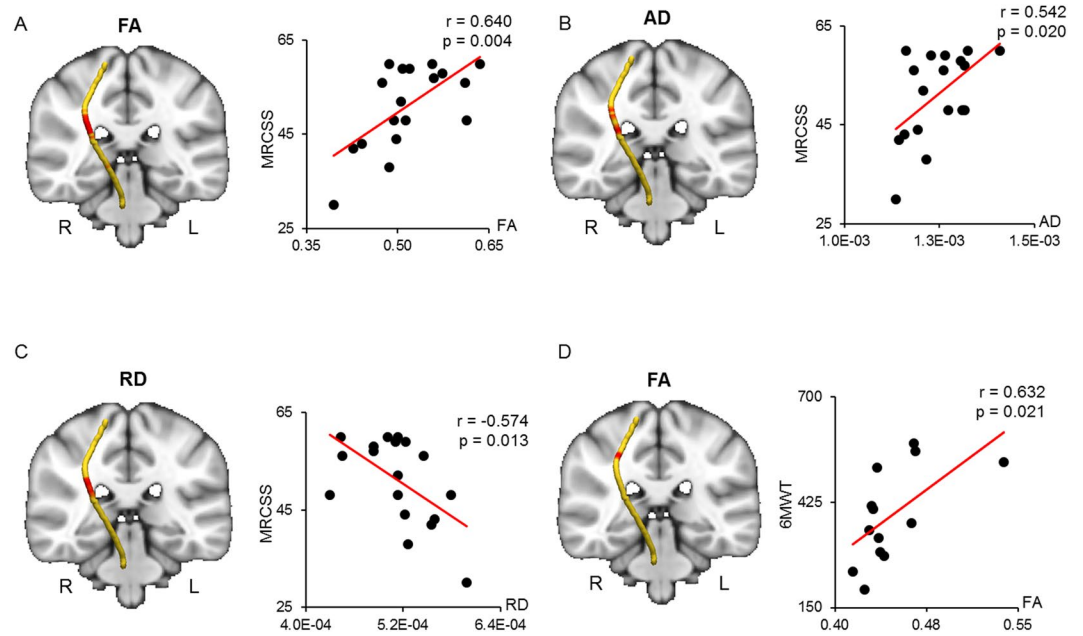 A
FA
R L
r = 0.640
p = 0.004
65
45
25
MRCSS
0.35 0.50 0.65
FA
B
AD
R L
r = 0.542
p = 0.020
65
45
25
MRCSS
1.0E-03 1.3E-03 1.5E-03
AD
C
RD
R L
r = -0.574
p = 0.013
65
45
25
MRCSS
4.0E-04 5.2E-04 6.4E-04
RD
D
FA
R L
r = 0.632
p = 0.021
700
425
150
6MWT
0.40 0.48 0.55
FA